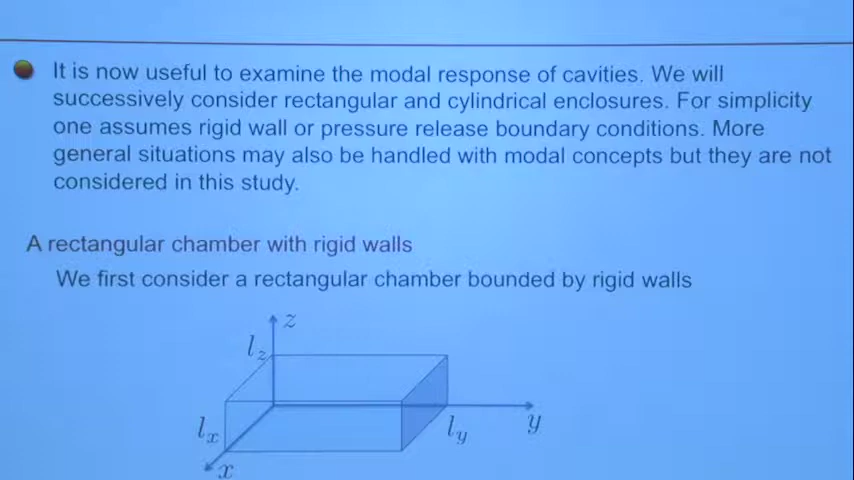 It is now useful to examine the modal response of cavities. We will
successively consider rectangular and cylindrical enclosures. For simplicity
one assumes rigid wall or pressure release boundary conditions. More
general situations may also be handled with modal concepts but they are not
considered in this study.
A rectangular chamber with rigid walls
We first consider a rectangular chamber bounded by rigid walls
z
l_z
l_x
l_y
y
x